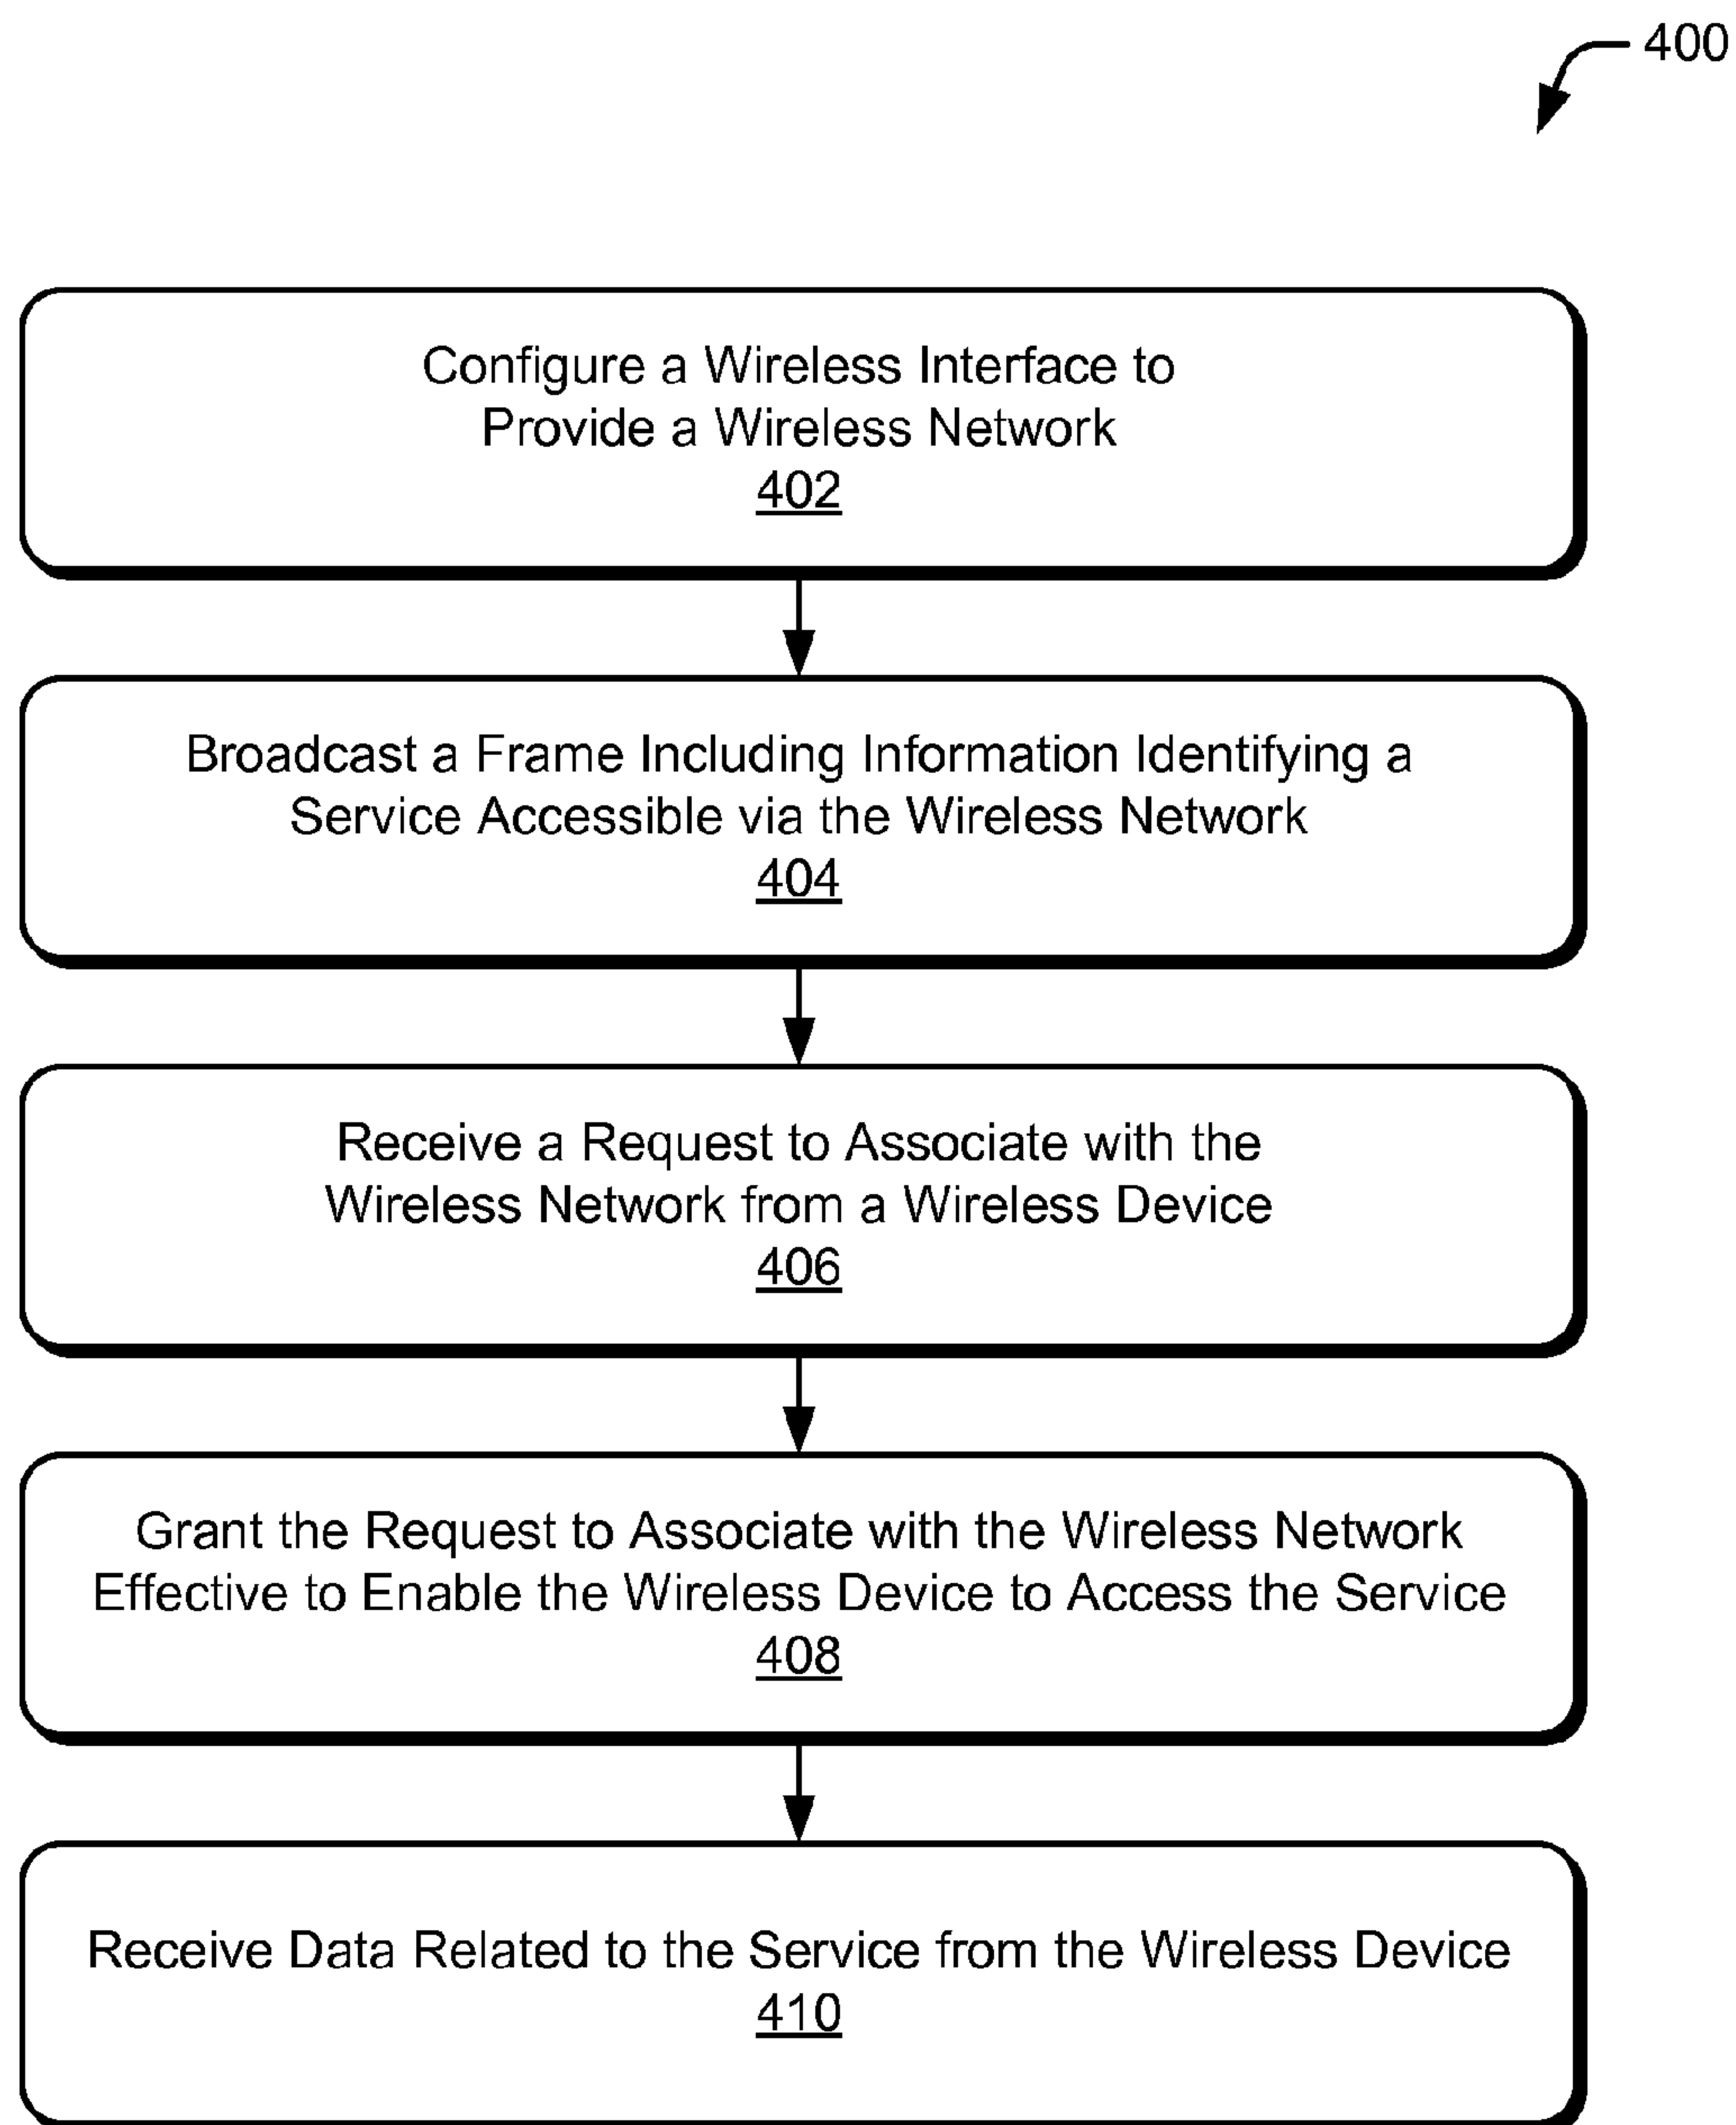 400
Configure a Wireless Interface to
Provide a Wireless Network
402
Broadcast a Frame Including Information Identifying a
Service Accessible via the Wireless Network
404
Receive a Request to Associate with the
Wireless Network from a Wireless Device
406
Grant the Request to Associate with the Wireless Network
Effective to Enable the Wireless Device to Access the Service
408
Receive Data Related to the Service from the Wireless Device
410